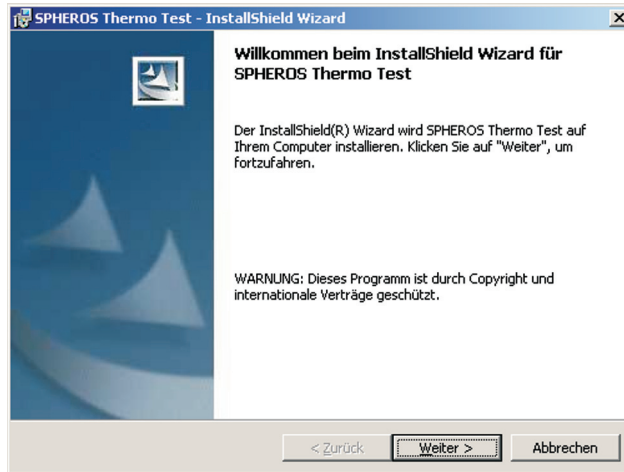 SPHEROS Thermo Test - InstallShield Wizard
Willkommen beim InstallShield Wizard für
SPHEROS Thermo Test
Der InstallShield(R) Wizard wird SPHEROS Thermo Test auf
Ihrem Computer installieren. Klicken Sie auf "Weiter", um
fortzufahren.
WARNUNG: Dieses Programm ist durch Copyright und
internationale Verträge geschützt.
< Zurück Weiter > Abbrechen